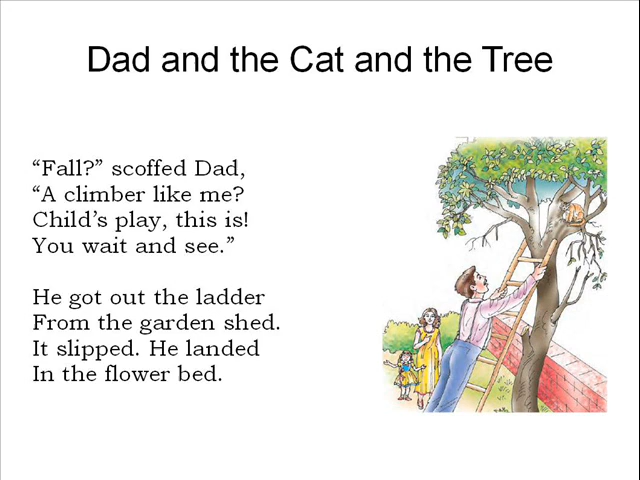 Dad and the Cat and the Tree
“Fall?” scoffed Dad,
“A climber like me?
Child’s play, this is!
You wait and see.”
He got out the ladder
From the garden shed.
It slipped. He landed
In the flower bed.